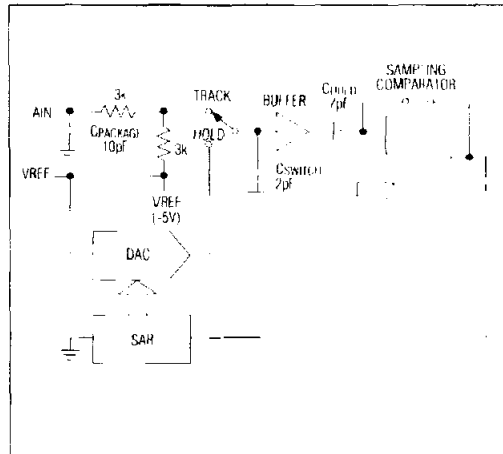 SAMPLING
COMPARATOR
3k
TRACK
BUFFER
7pF
AIN
CPACKAGE
10pF
HOLD
3k
CSWITCH
2pF
VREF
VREF
(-5V)
DAC
SAR